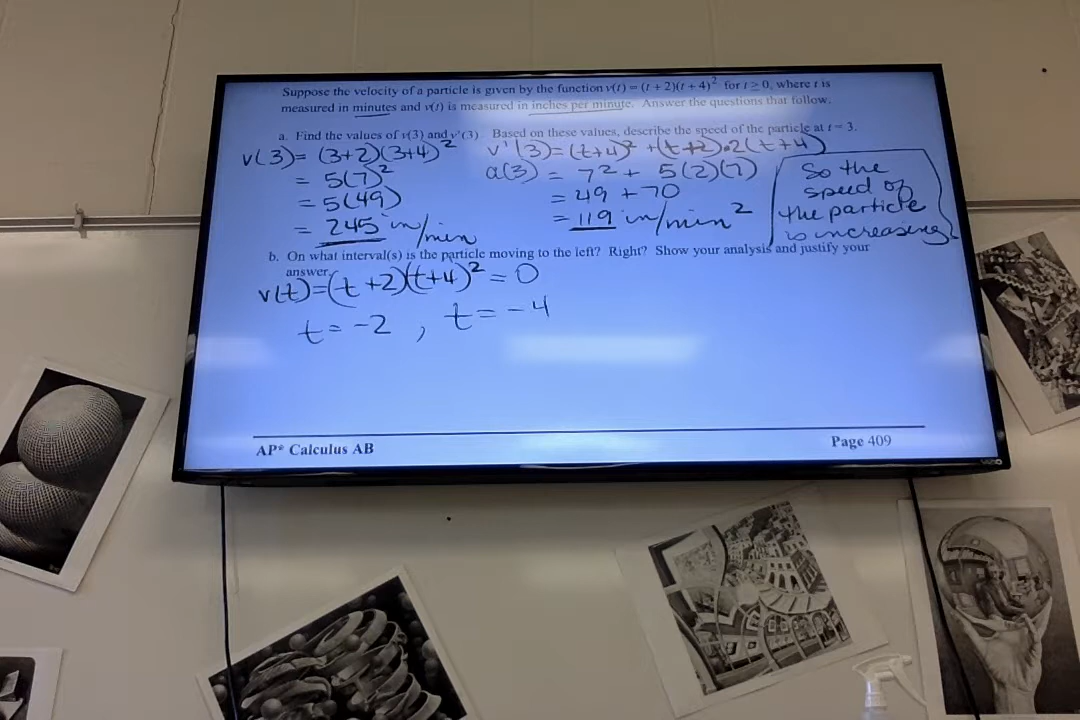 Suppose the velocity of a particle is given by the function v(t) = (t + 2)(t + 4)² for t ≥ 0, where t is
measured in minutes and v(t) is measured in inches per minute. Answer the questions that follow.
a. Find the values of v(3) and v'(3). Based on these values, describe the speed of the particle at t = 3.
v(3) = (3+2)(3+4)²
= 5(7)²
= 5(49)
= 245 in/min
v'(3) = (t+4)² + (t+2)•2(t+4)
a(3) = 7² + 5(2)(7)
= 49 + 70
= 119 in/min²
So the
speed of
the particle
is increasing
b. On what interval(s) is the particle moving to the left? Right? Show your analysis and justify your
answer.
v(t) = (t+2)(t+4)² = 0
t = -2 , t = -4
AP* Calculus AB
Page 409